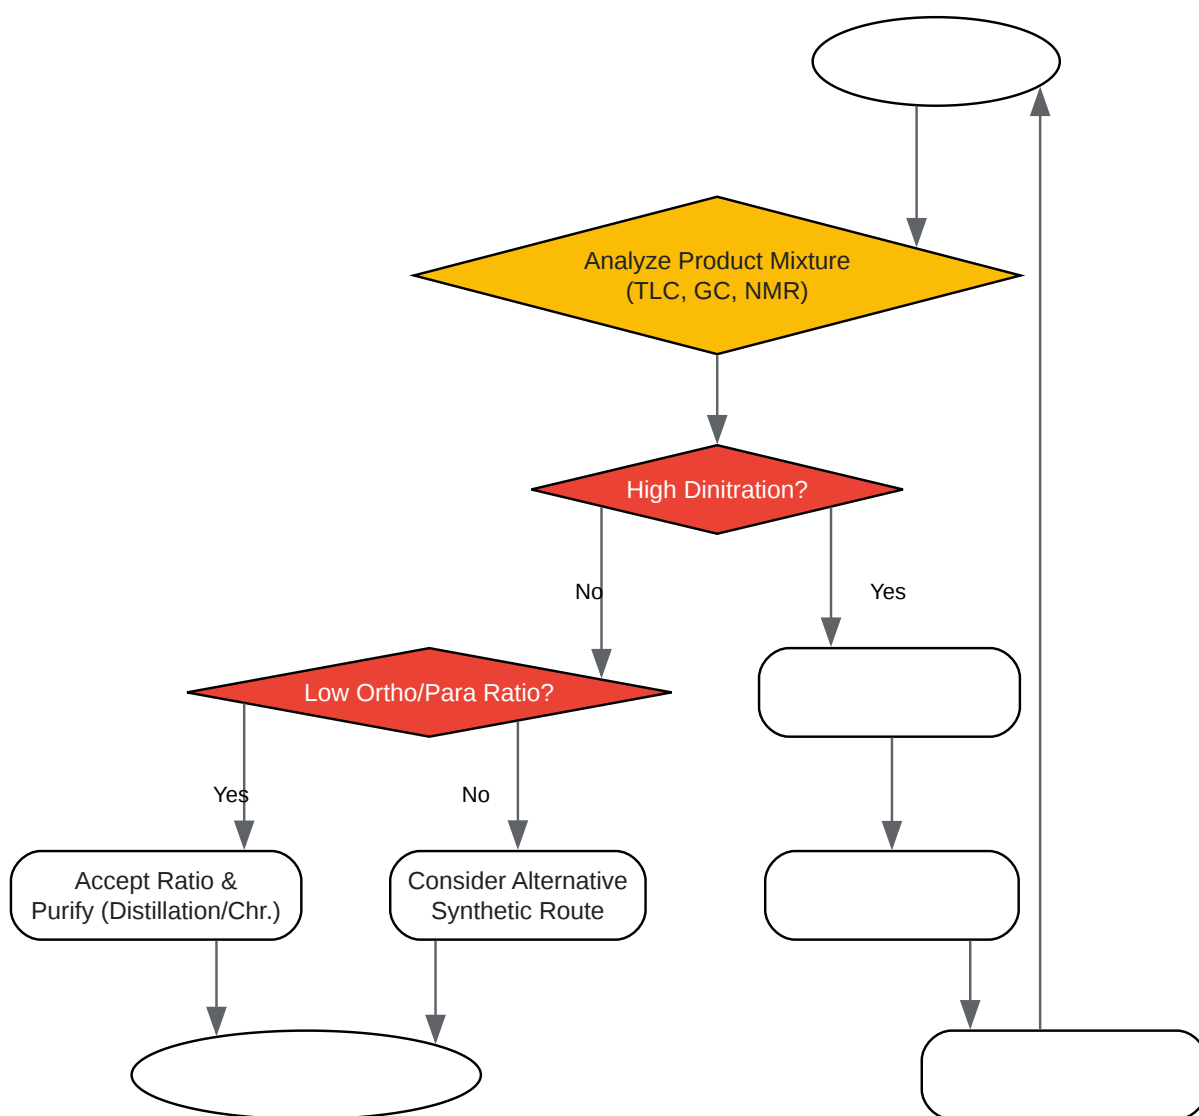 Analyze Product Mixture
(TLC, GC, NMR)
High Dinitration?
No
Yes
Low Ortho/Para Ratio?
Yes
No
Accept Ratio &
Purify (Distillation/Chr.)
Consider Alternative
Synthetic Route